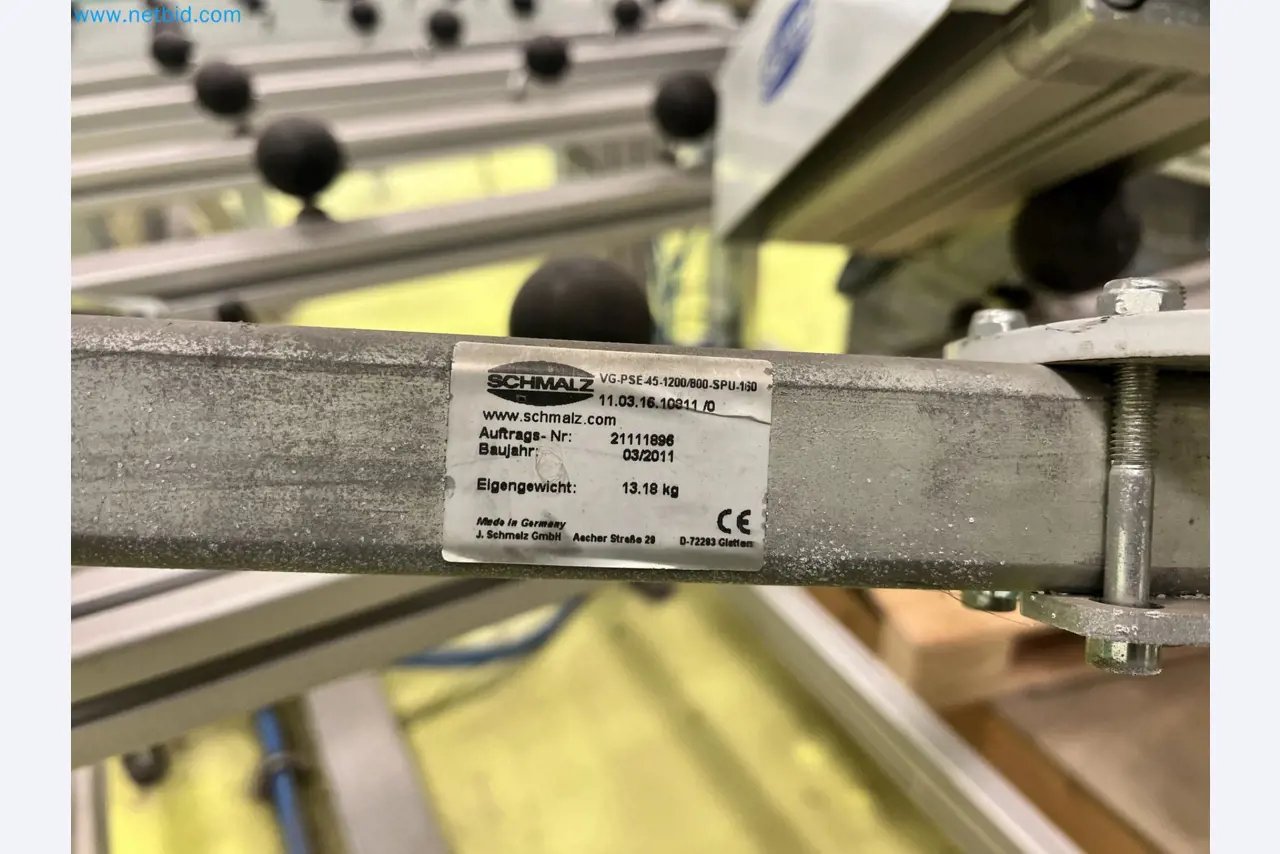 www.netbid.com
SCHMALZ
VG-PSE-45-1200/800-SPU-160
11.03.16.10811 /0
www.schmalz.com
Auftrags- Nr: 21111896
Baujahr: 03/2011
Eigengewicht: 13.18 kg
CE
Made in Germany
J. Schmalz GmbH Aacher Straße 29 D-72293 Glatten